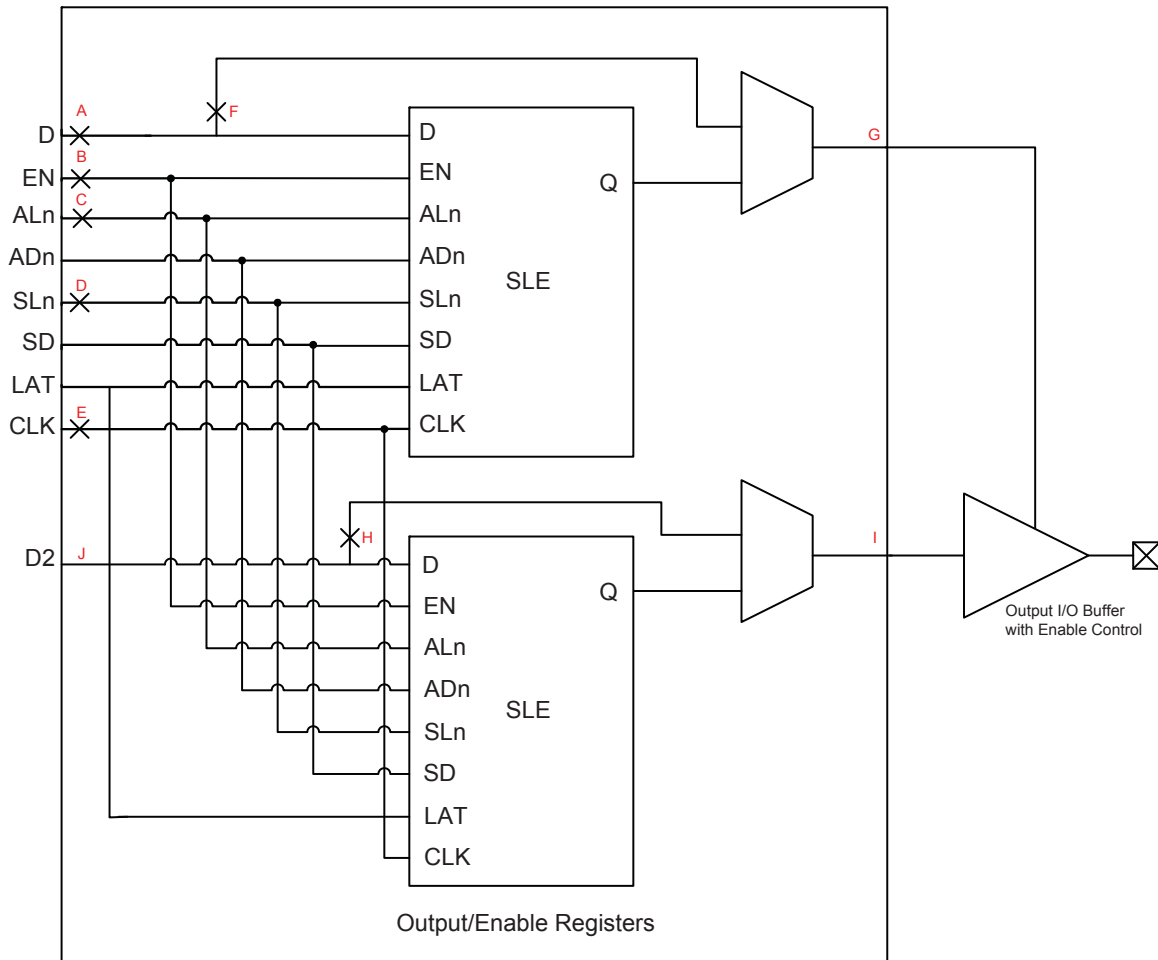 A
D
F
D
G
B
EN
EN
Q
C
ALn
ALn
ADn
ADn
SLE
D
SLn
SLn
SD
SD
LAT
LAT
E
CLK
CLK
H
I
J
D2
D
EN
Q
Output I/O Buffer
with Enable Control
ALn
ADn
SLE
SLn
SD
LAT
CLK
Output/Enable Registers